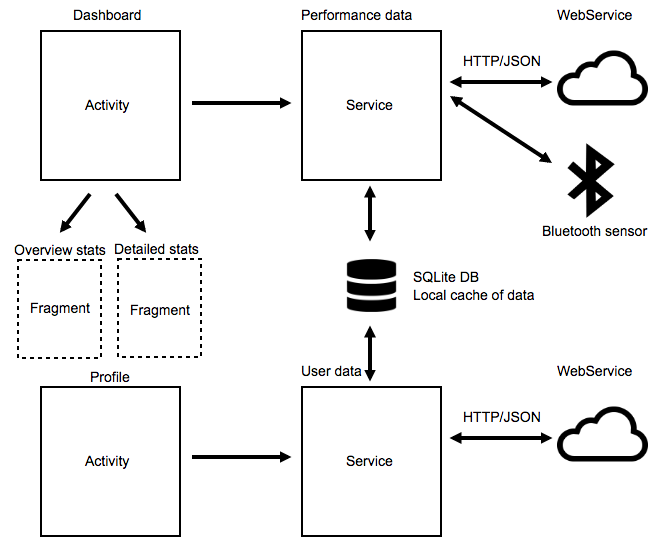 Dashboard
Performance data
WebService
Activity
Service
HTTP/JSON
Bluetooth sensor
Overview stats
Detailed stats
Fragment
Fragment
SQLite DB
Local cache of data
Profile
User data
WebService
Activity
Service
HTTP/JSON